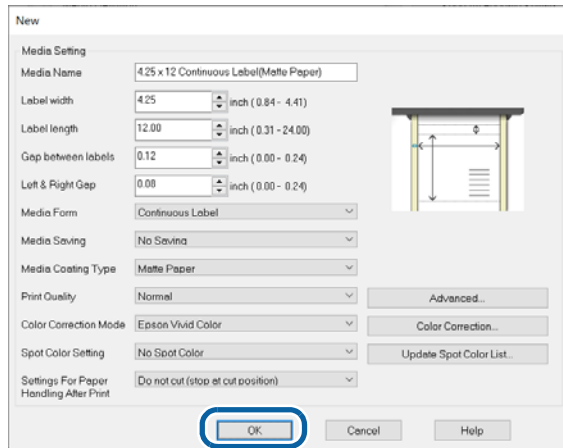 New
Media Setting
Media Name 4.25 x 12 Continuous Label(Matte Paper)
Label width 4.25 inch ( 0.84 - 4.41)
Label length 12.00 inch ( 0.31 - 24.00)
Gap between labels 0.12 inch ( 0.00 - 0.24)
Left & Right Gap 0.08 inch ( 0.00 - 0.24)
Media Form Continuous Label
Media Saving No Saving
Media Coating Type Matte Paper
Print Quality Normal Advanced...
Color Correction Mode Epson Vivid Color Color Correction...
Spot Color Setting No Spot Color Update Spot Color List...
Settings For Paper Do not cut (stop at cut position)
Handling After Print
OK Cancel Help